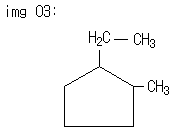 img 03:
H₂C — CH₃
CH₃